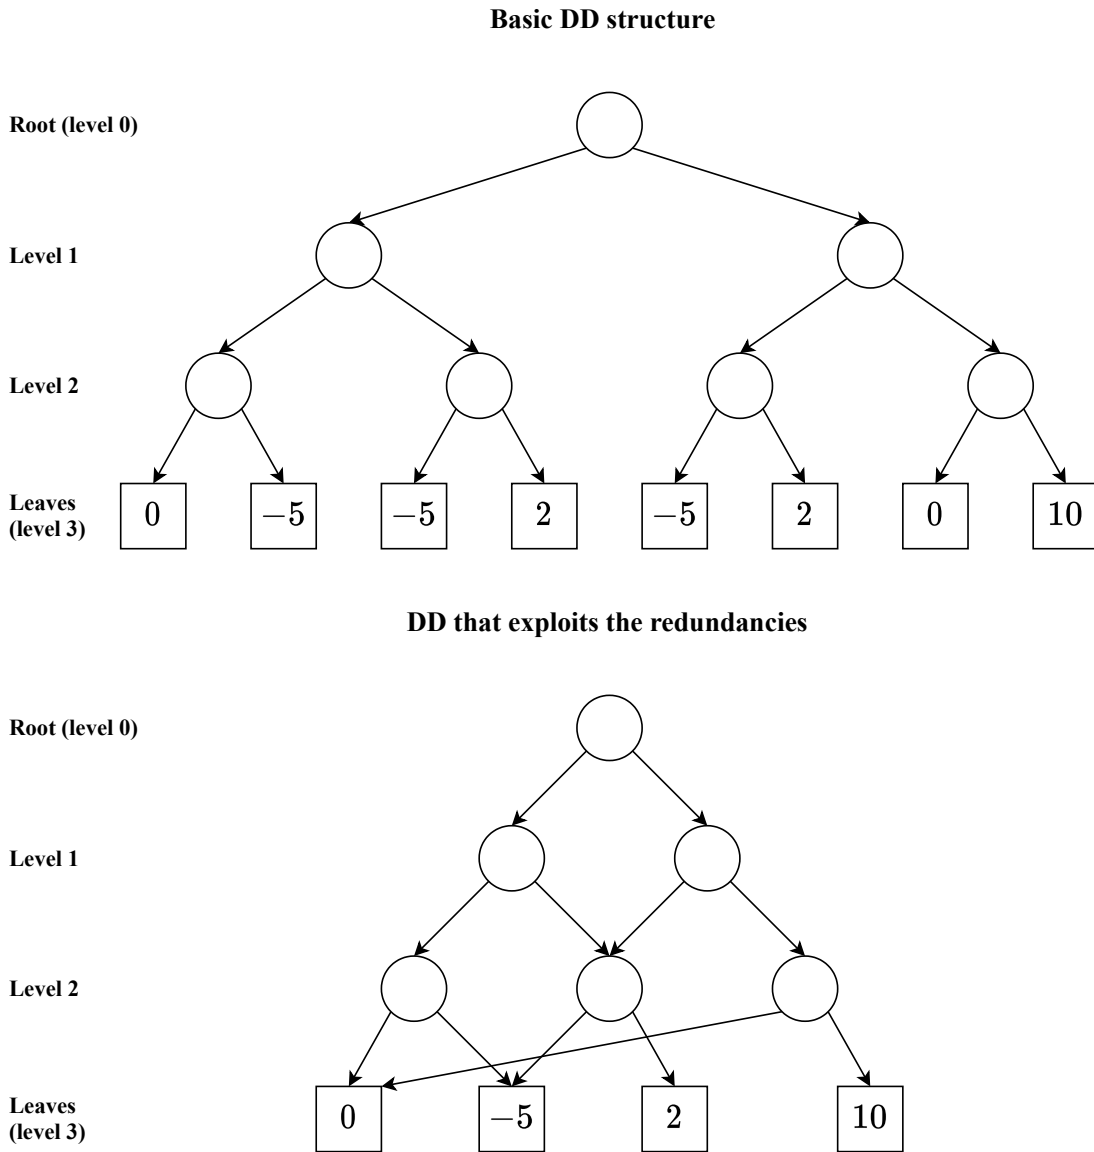 Basic DD structure
Root (level 0)
Level 1
Level 2
Leaves
(level 3)
0 −5 −5 2 −5 2 0 10
DD that exploits the redundancies
Root (level 0)
Level 1
Level 2
Leaves
(level 3)
0 −5 2 10